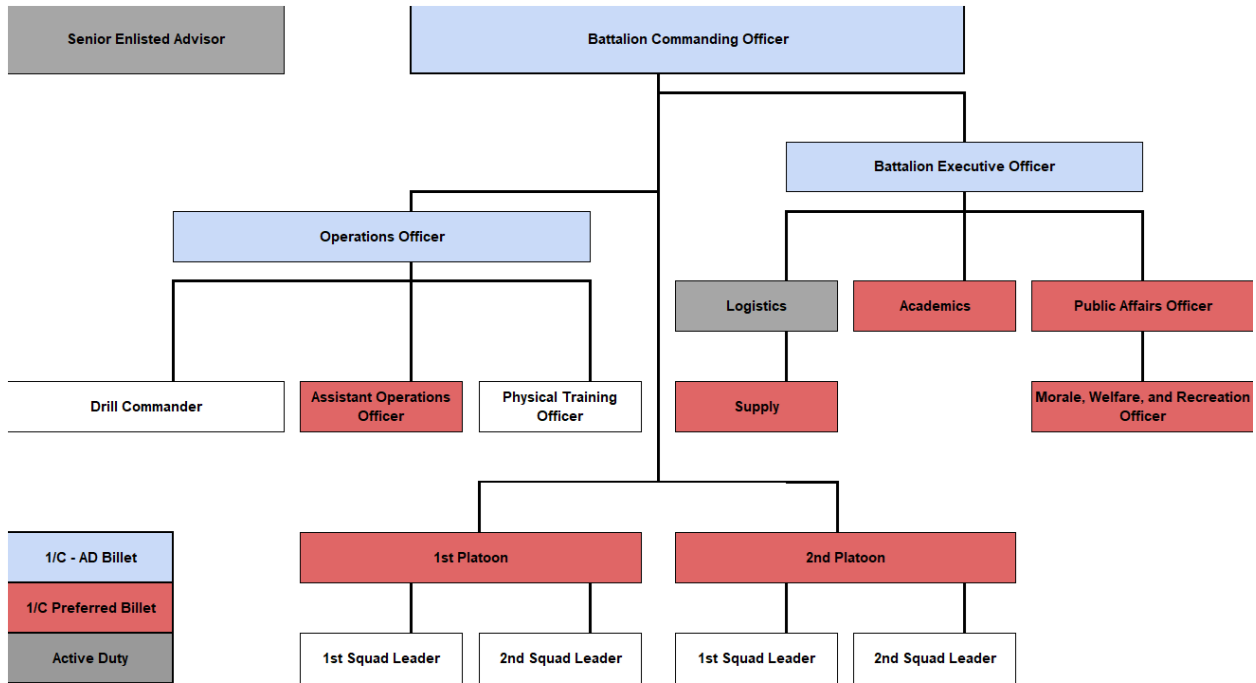 Senior Enlisted Advisor
Battalion Commanding Officer
Battalion Executive Officer
Operations Officer
Logistics
Academics
Public Affairs Officer
Drill Commander
Assistant Operations
Officer
Physical Training
Officer
Supply
Morale, Welfare, and Recreation
Officer
1/C - AD Billet
1st Platoon
2nd Platoon
1/C Preferred Billet
Active Duty
1st Squad Leader
2nd Squad Leader
1st Squad Leader
2nd Squad Leader